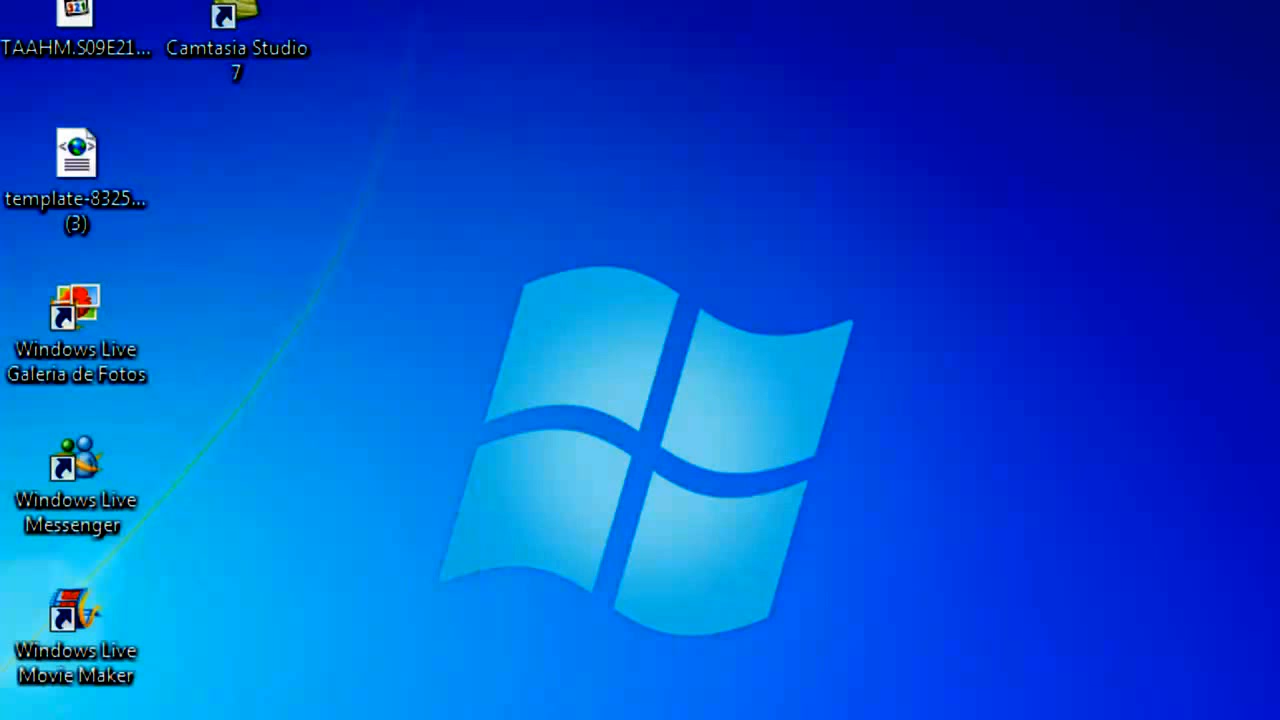 TAAHM.S09E21...
Camtasia Studio
7
template-8325...
(3)
Windows Live
Galeria de Fotos
Windows Live
Messenger
Windows Live
Movie Maker